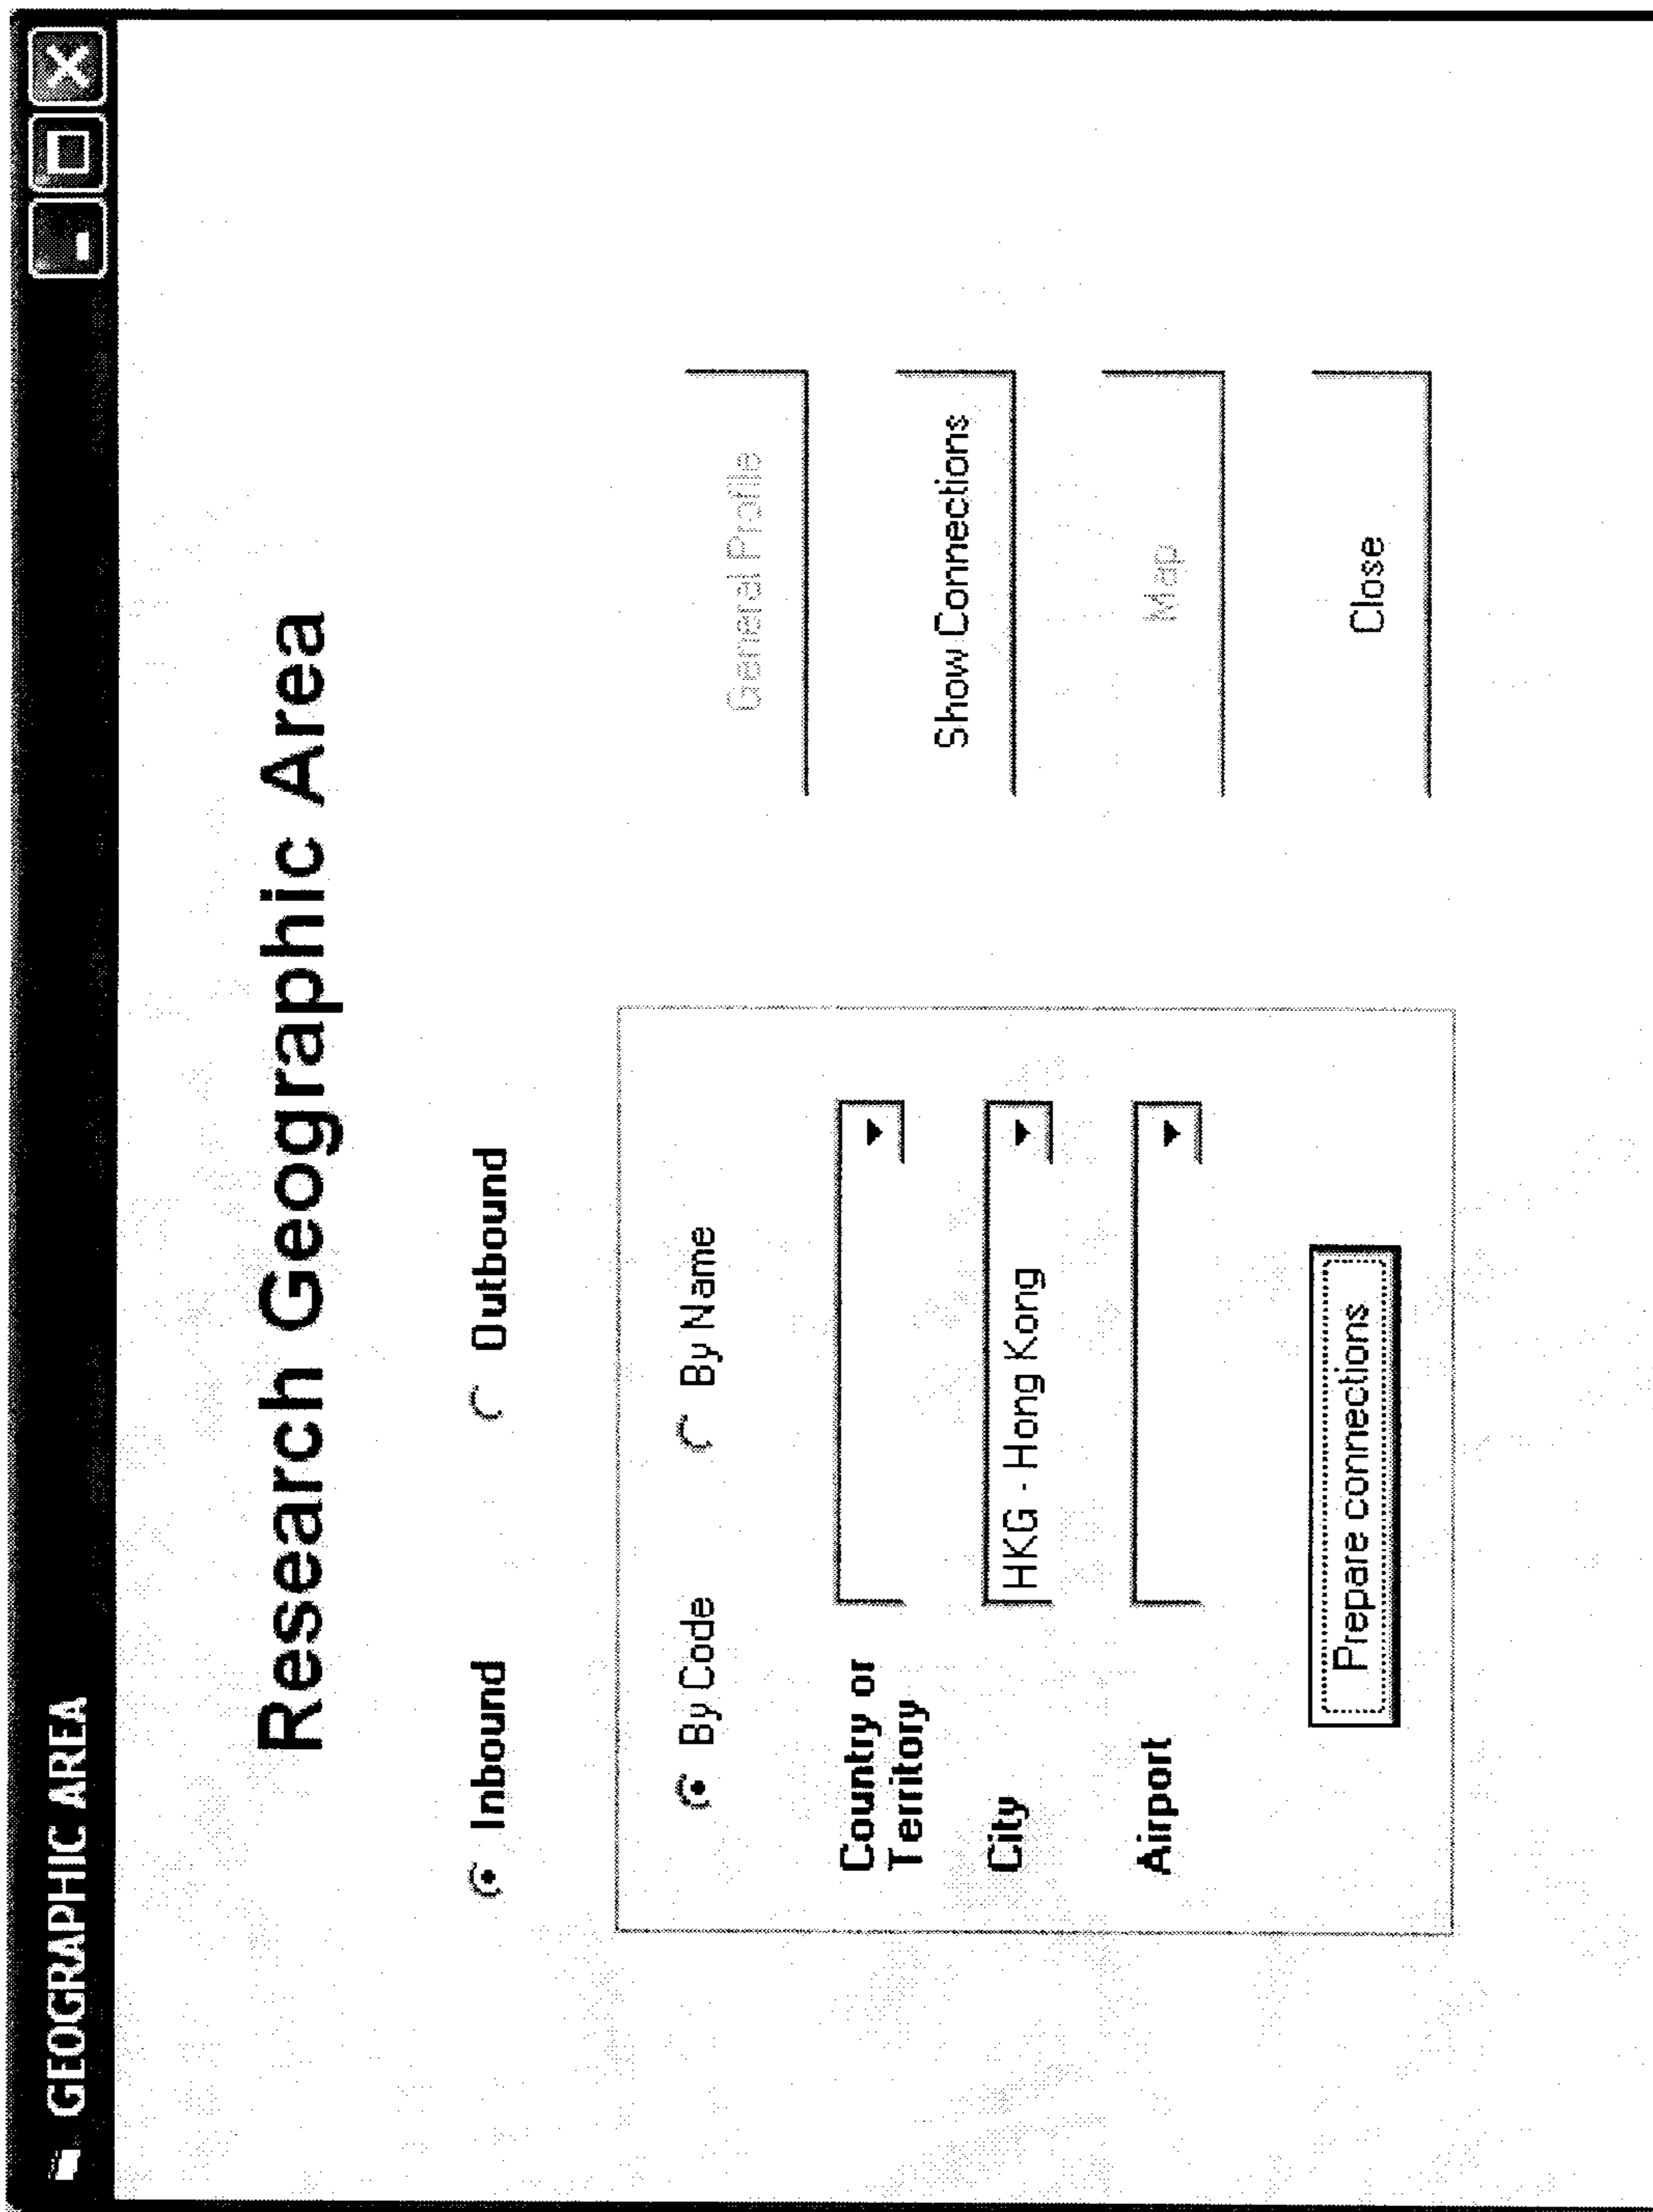 GEOGRAPHIC AREA
Research Geographic Area
Inbound
Outbound
By Code
By Name
Country or
Territory
City
HKG - Hong Kong
Airport
Prepare connections
General Profile
Show Connections
Map
Close